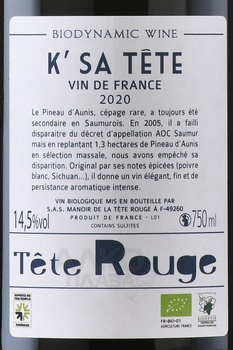 BIODYNAMIC WINE
K' SA TÊTE
VIN DE FRANCE
2020
Le Pineau d'Aunis, cépage rare, a toujours été
secondaire en Saumurois. En 2005, il a failli
disparaitre du décret d'appellation AOC Saumur
mais en replantant 1,3 hectares de Pineau d'Aunis
en sélection massale, nous avons empêché sa
disparition. Original par ses notes épicées (poivre
blanc, Sichuan...), il donne un vin élégant, fin et de
persistance aromatique intense.
VIN BIOLOGIQUE MIS EN BOUTEILLE PAR
S.A.S. MANOIR DE LA TÊTE ROUGE À F-49260
14,5%vol PRODUIT DE FRANCE - L01 750ml
CONTAINS SULFITES
Tête Rouge
FR-BIO-01
AGRICULTURE FRANCE